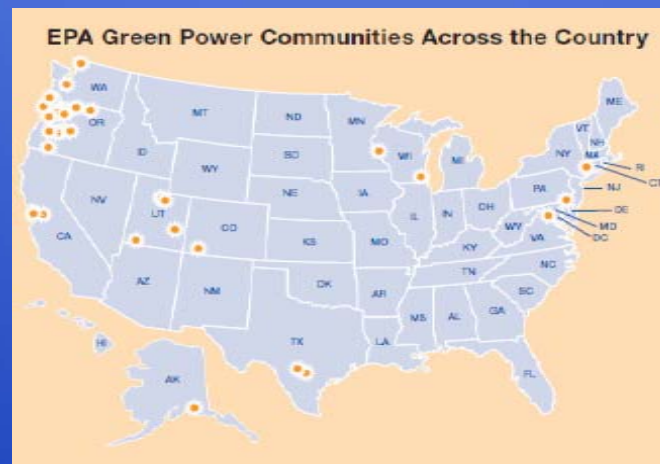 EPA Green Power Communities Across the Country
WA
MT
ND
MN
ME
VT
NH
OR
ID
SD
WI
MI
NY
MA
RI
CT
WY
NE
IA
PA
NJ
NV
UT
CO
IL
IN
OH
DE
MD
WV
VA
DC
CA
KS
MO
KY
NC
TN
AZ
NM
OK
AR
SC
MS
AL
GA
TX
LA
HI
AK
FL